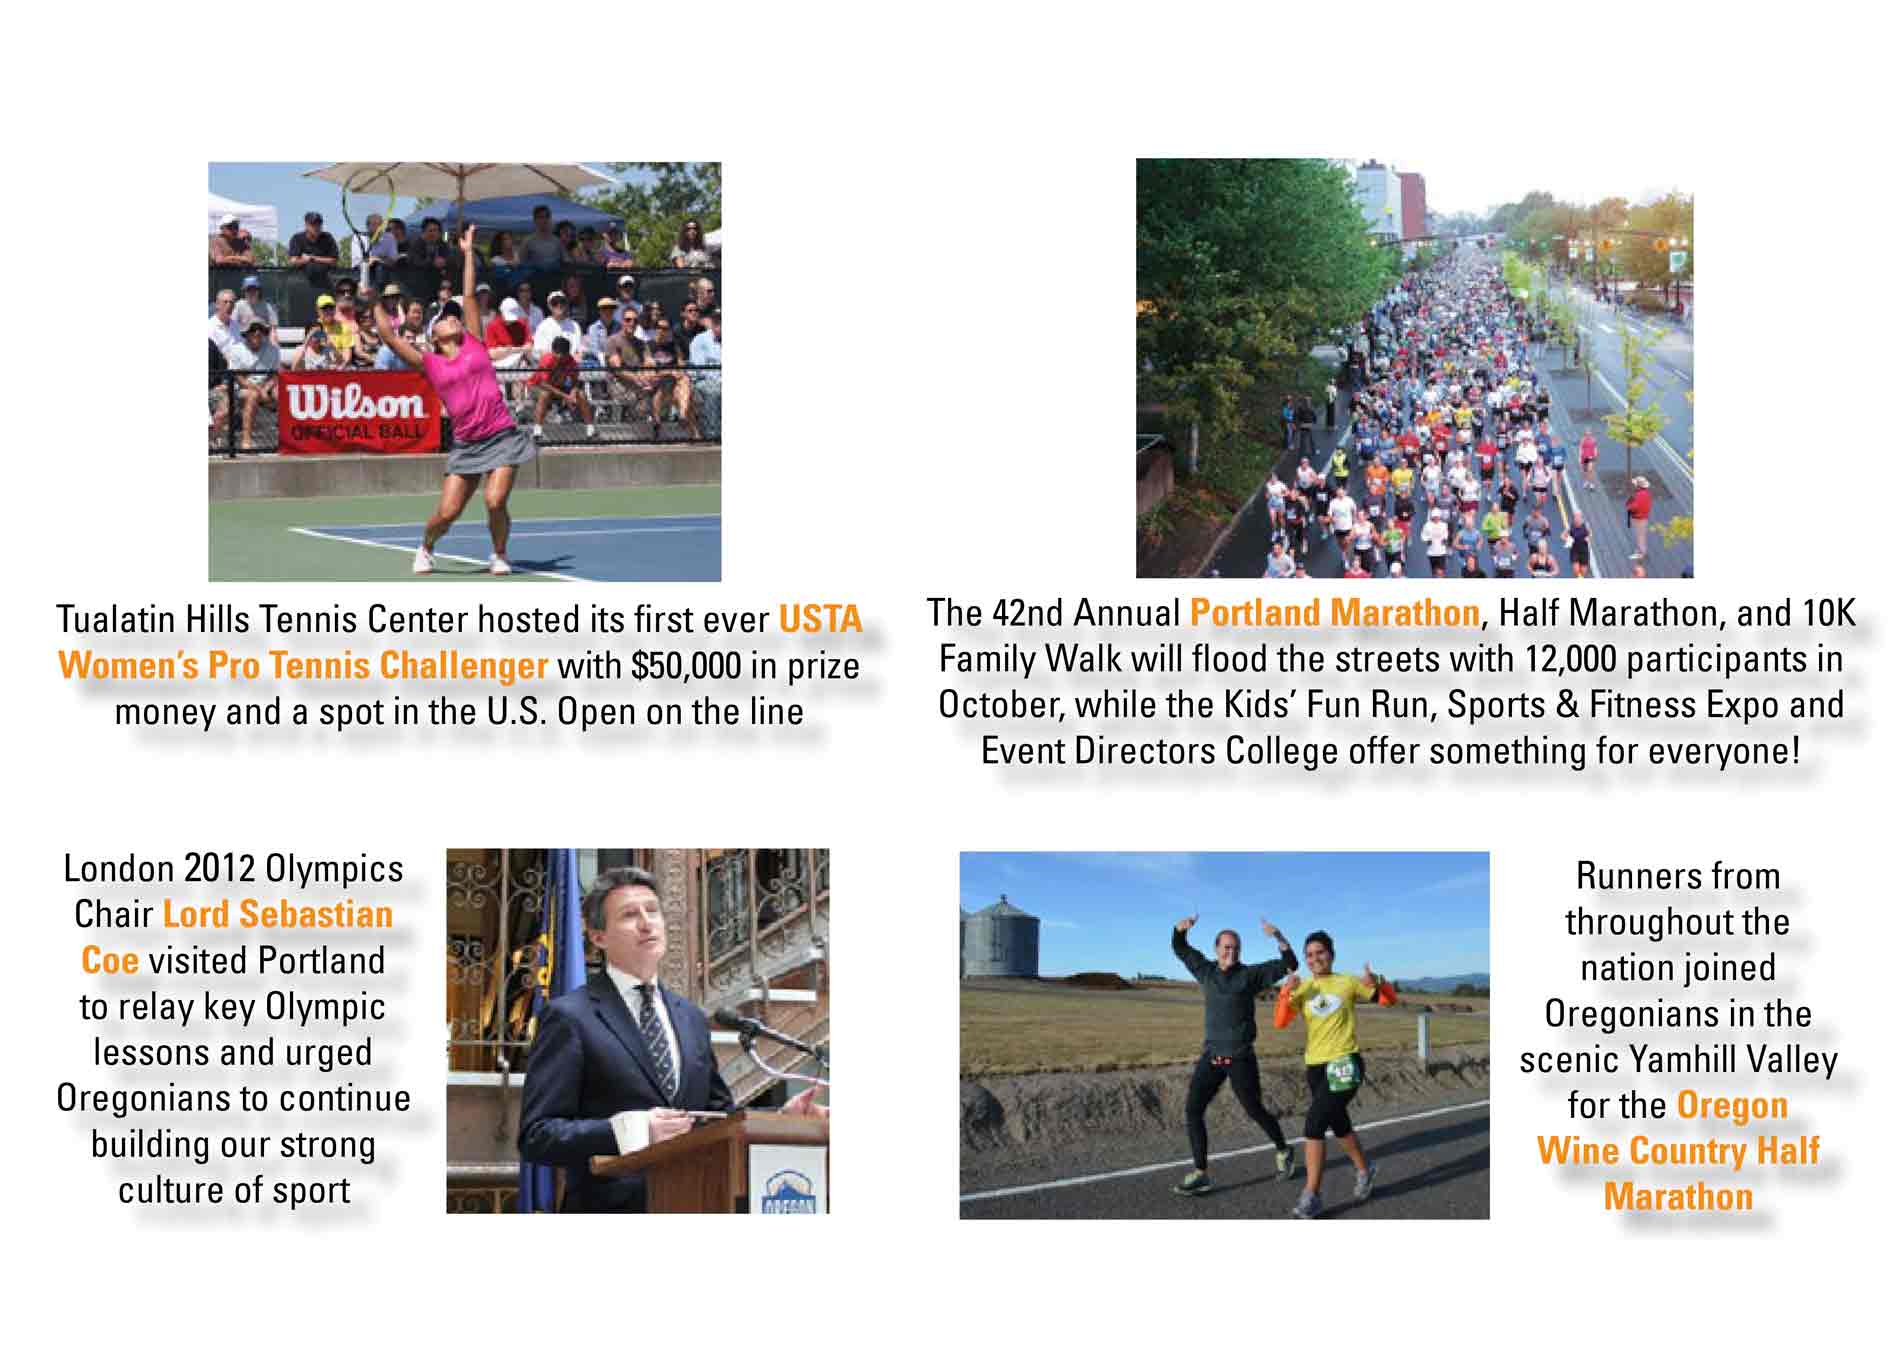 Wilson
OFFICIAL BALL
Tualatin Hills Tennis Center hosted its first ever USTA
Women's Pro Tennis Challenger with $50,000 in prize
money and a spot in the U.S. Open on the line
The 42nd Annual Portland Marathon, Half Marathon, and 10K
Family Walk will flood the streets with 12,000 participants in
October, while the Kids' Fun Run, Sports & Fitness Expo and
Event Directors College offer something for everyone!
London 2012 Olympics
Chair Lord Sebastian
Coe visited Portland
to relay key Olympic
lessons and urged
Oregonians to continue
building our strong
culture of sport
OREGON
Runners from
throughout the
nation joined
Oregonians in the
scenic Yamhill Valley
for the Oregon
Wine Country Half
Marathon